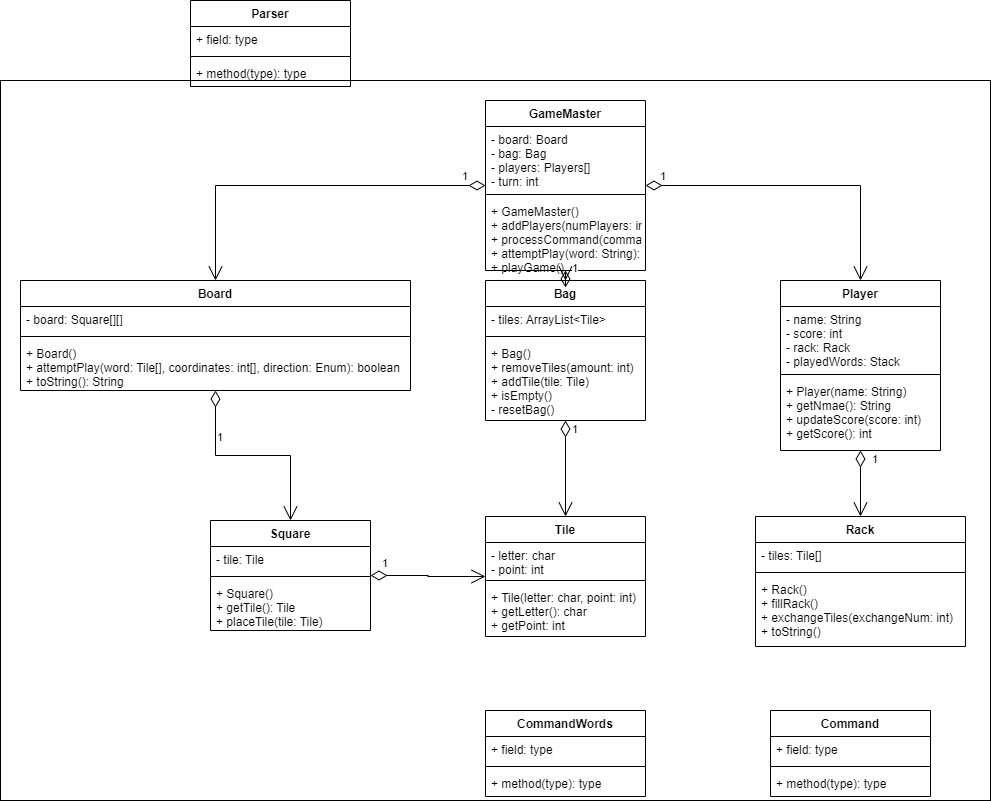 Parser
+ field: type
+ method(type): type
GameMaster
- board: Board
- bag: Bag
- players: Players[]
- turn: int
+ GameMaster()
+ addPlayers(numPlayers: in
+ processCommand(comma
+ attemptPlay(word: String):
+ playGame()
1
1
1
Board
- board: Square[][]
+ Board()
+ attemptPlay(word: Tile[], coordinates: int[], direction: Enum): boolean
+ toString(): String
1
Bag
- tiles: ArrayList<Tile>
+ Bag()
+ removeTiles(amount: int)
+ addTile(tile: Tile)
+ isEmpty()
- resetBag()
1
Player
- name: String
- score: int
- rack: Rack
- playedWords: Stack
+ Player(name: String)
+ getNmae(): String
+ updateScore(score: int)
+ getScore(): int
1
Square
- tile: Tile
+ Square()
+ getTile(): Tile
+ placeTile(tile: Tile)
1
Tile
- letter: char
- point: int
+ Tile(letter: char, point: int)
+ getLetter(): char
+ getPoint: int
Rack
- tiles: Tile[]
+ Rack()
+ fillRack()
+ exchangeTiles(exchangeNum: int)
+ toString()
CommandWords
+ field: type
+ method(type): type
Command
+ field: type
+ method(type): type